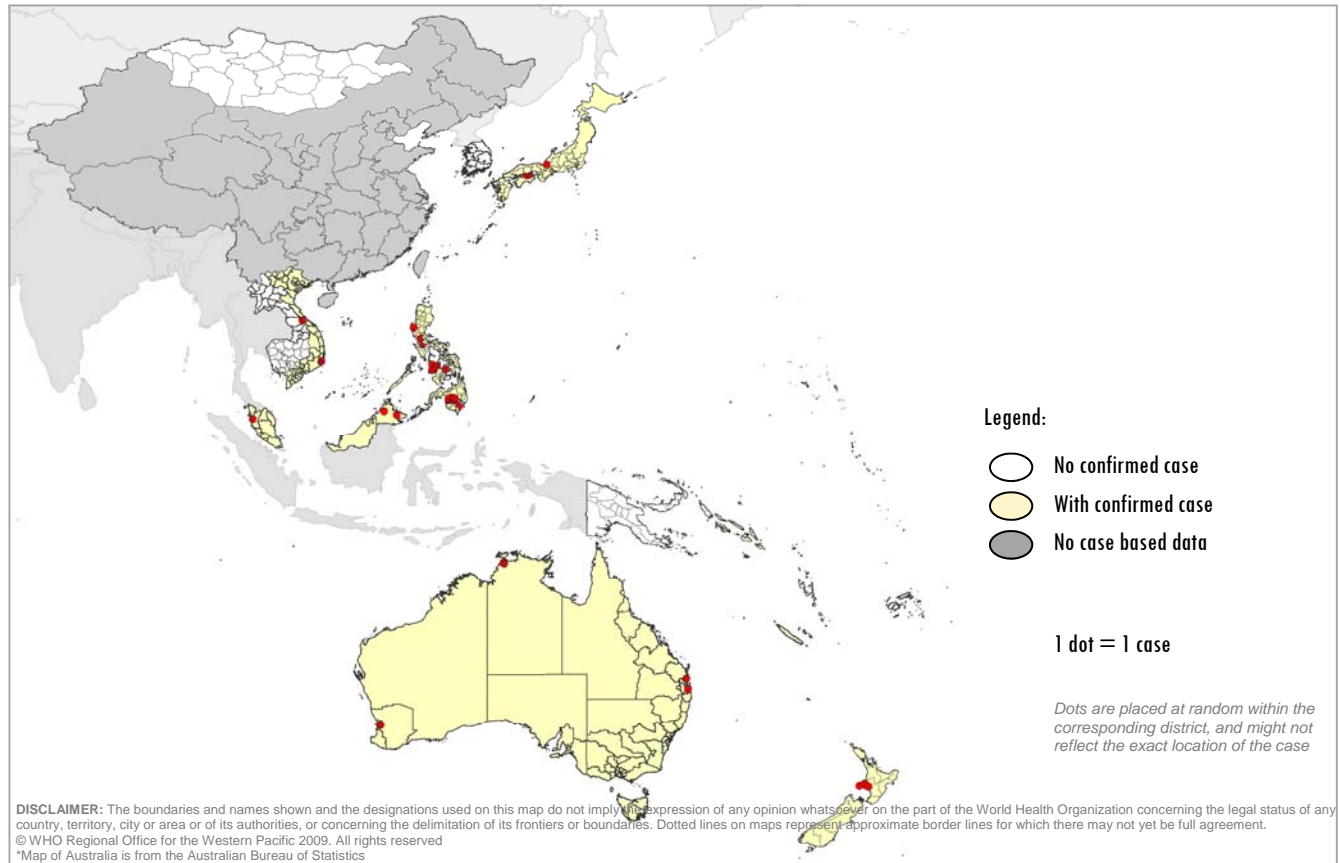 Legend:
No confirmed case
With confirmed case
No case based data
1 dot = 1 case
Dots are placed at random within the
corresponding district, and might not
reflect the exact location of the case
DISCLAIMER: The boundaries and names shown and the designations used on this map do not imply the expression of any opinion whatsoever on the part of the World Health Organization concerning the legal status of any
country, territory, city or area or of its authorities, or concerning the delimitation of its frontiers or boundaries. Dotted lines on maps represent approximate border lines for which there may not yet be full agreement.
© WHO Regional Office for the Western Pacific 2009. All rights reserved
*Map of Australia is from the Australian Bureau of Statistics